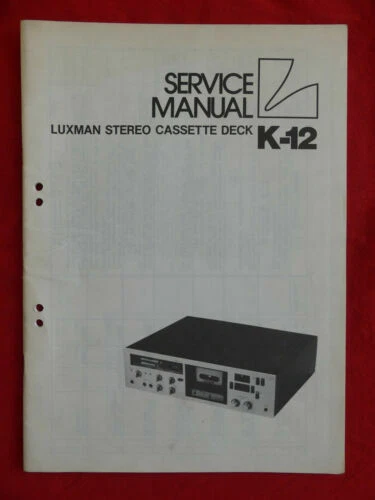 SERVICE
MANUAL
LUXMAN STEREO CASSETTE DECK K-12